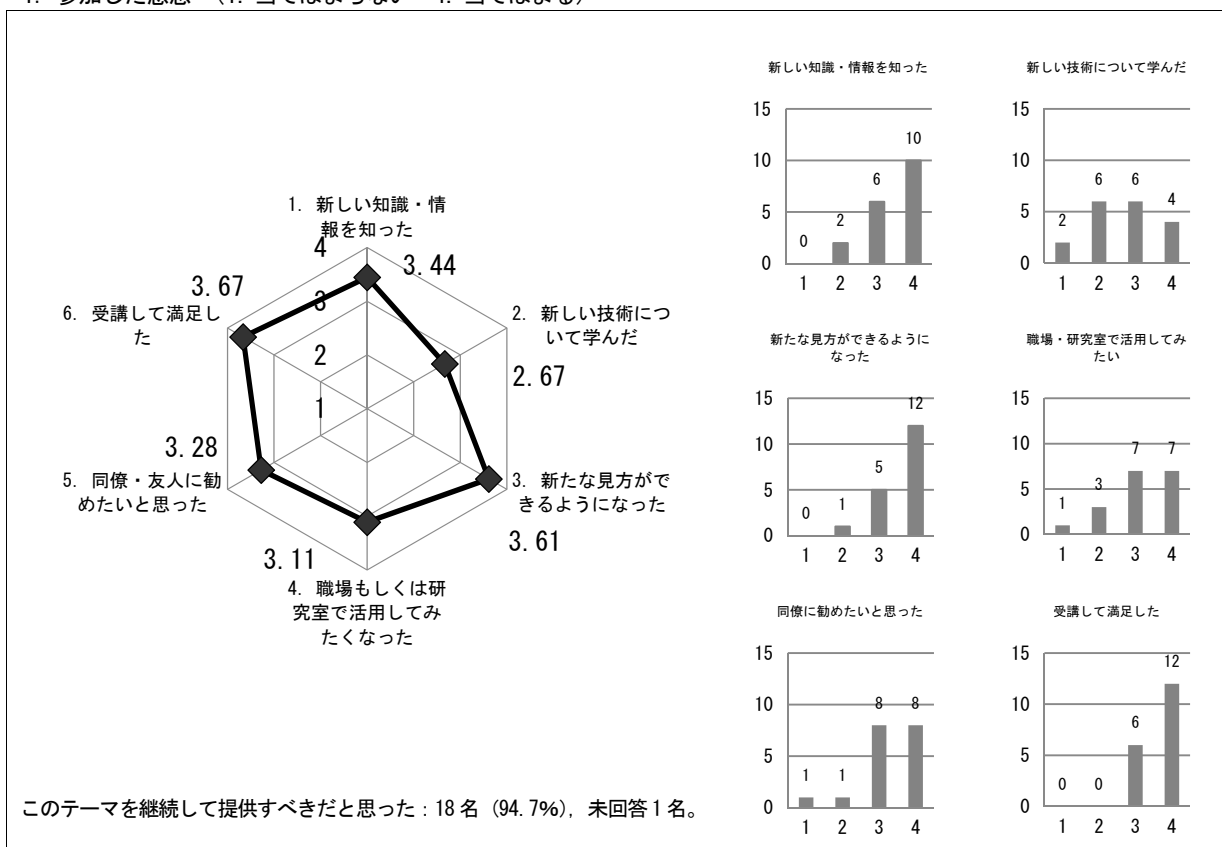 1. 参加した感想 (1. 当てはまらない－4. 当てはまる)
1. 新しい知識・情
報を知った
4
3
2
1
3.44
2. 新しい技術につ
いて学んだ
2.67
3. 新たな見方がで
きるようになった
3.61
4. 職場もしくは研
究室で活用してみ
たくなった
3.11
5. 同僚・友人に勧
めたいと思った
3.28
6. 受講して満足し
た
3.67
このテーマを継続して提供すべきだと思った：18名 (94.7%), 未回答1名。
新しい知識・情報を知った
15
10
5
0
0
2
6
10
1 2 3 4
新しい技術について学んだ
15
10
5
0
2
6
6
4
1 2 3 4
新たな見方ができるように
なった
15
10
5
0
0
1
5
12
1 2 3 4
職場・研究室で活用してみ
たい
15
10
5
0
1
3
7
7
1 2 3 4
同僚に勧めたいと思った
15
10
5
0
1
1
8
8
1 2 3 4
受講して満足した
15
10
5
0
0
0
6
12
1 2 3 4